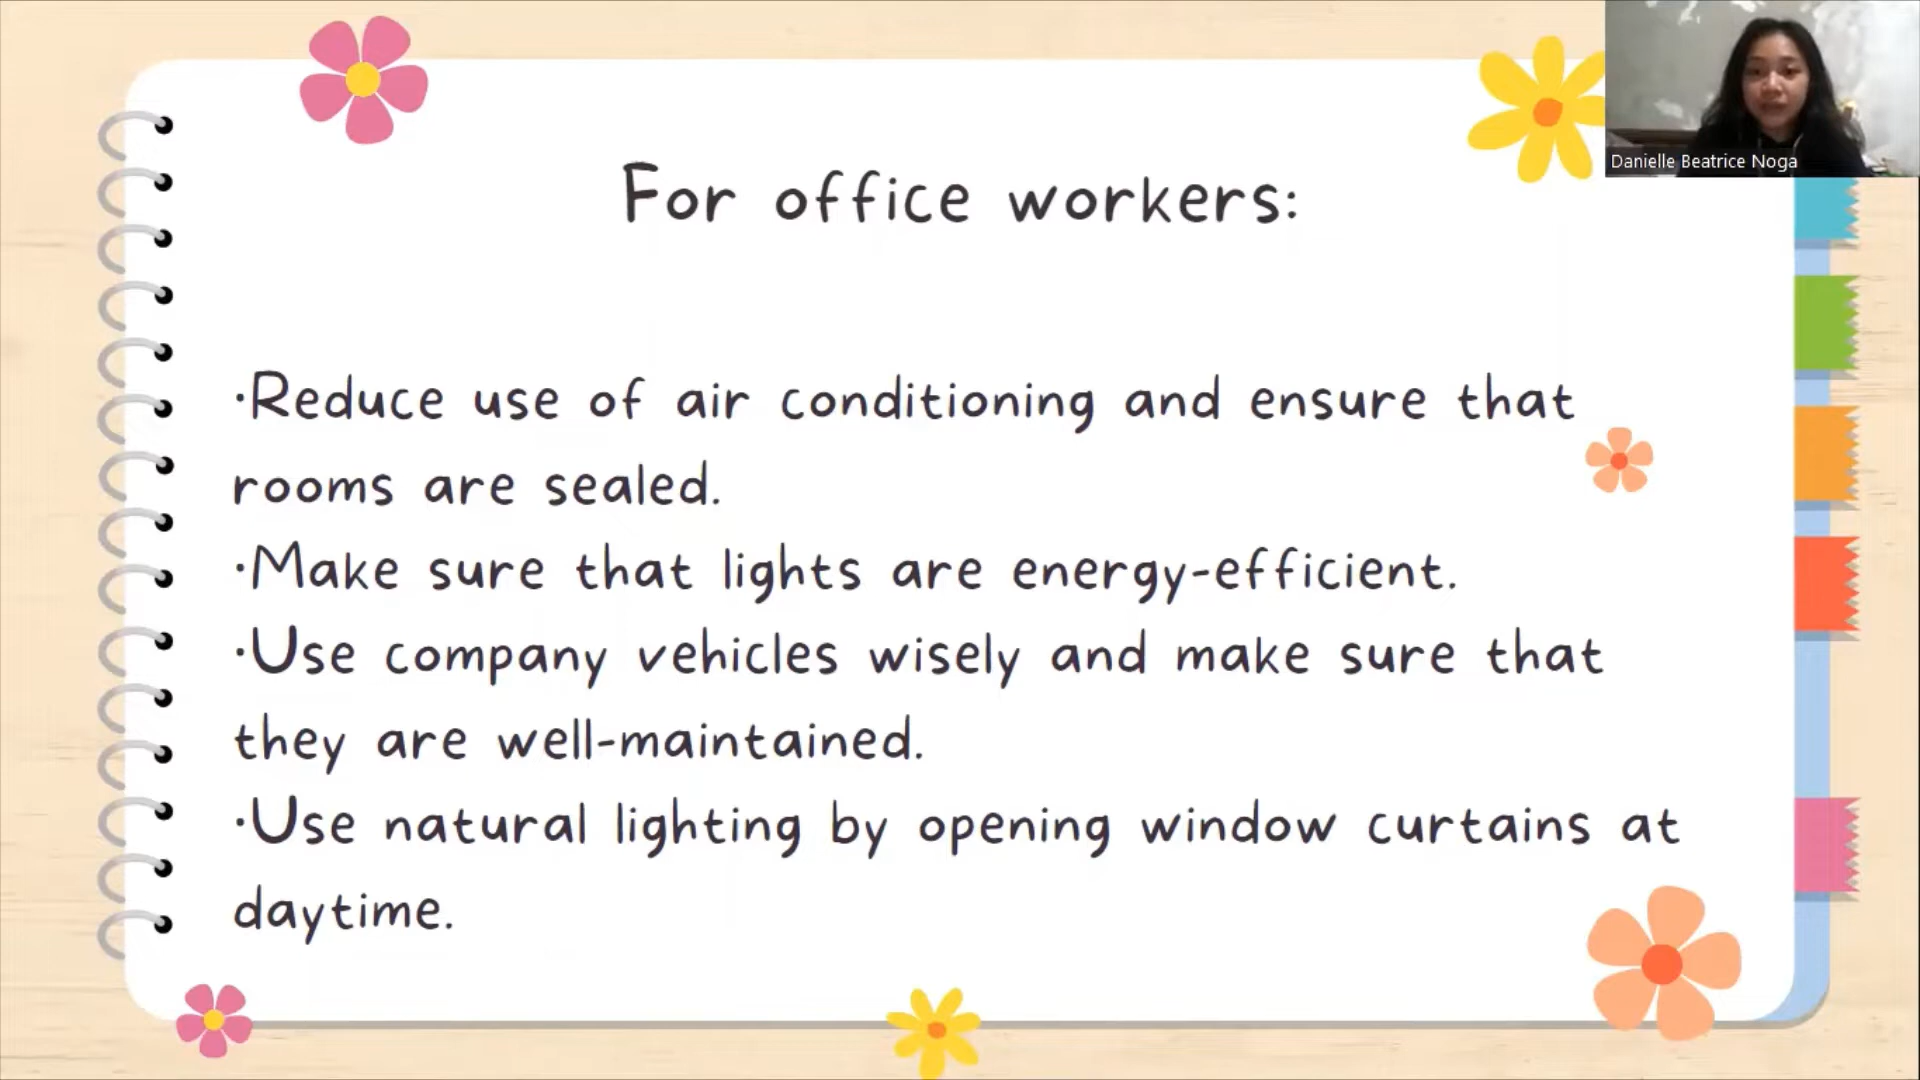 For office workers:
Danielle Beatrice Noga
·Reduce use of air conditioning and ensure that
rooms are sealed.
·Make sure that lights are energy-efficient.
·Use company vehicles wisely and make sure that
they are well-maintained.
·Use natural lighting by opening window curtains at
daytime.